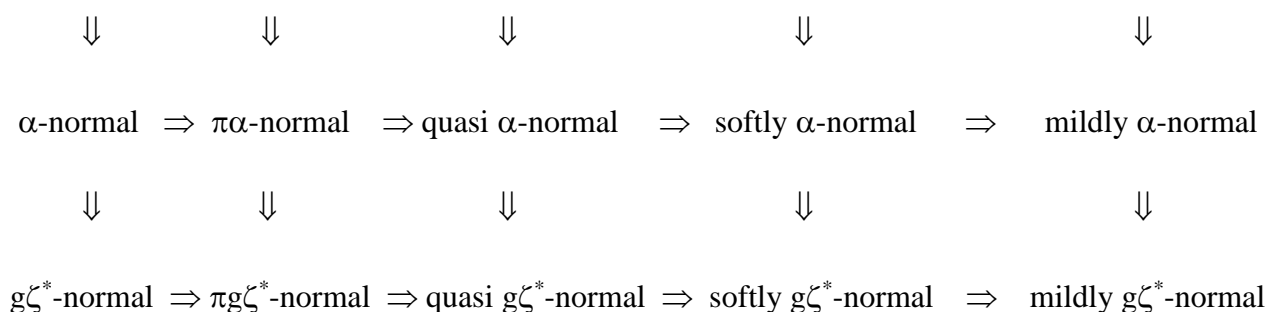 ⇓ ⇓ ⇓ ⇓ ⇓
α-normal ⇒ πα-normal ⇒ quasi α-normal ⇒ softly α-normal ⇒ mildly α-normal
⇓ ⇓ ⇓ ⇓ ⇓
gζ*-normal ⇒ πgζ*-normal ⇒ quasi gζ*-normal ⇒ softly gζ*-normal ⇒ mildly gζ*-normal